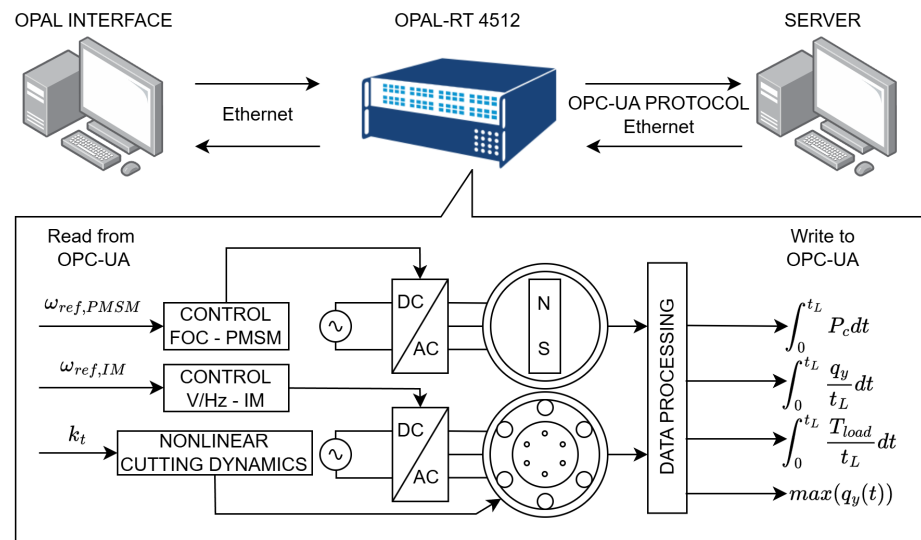 OPAL INTERFACE
OPAL-RT 4512
SERVER
Ethernet
OPC-UA PROTOCOL
Ethernet
Read from
OPC-UA
Write to
OPC-UA
ω_{ref,PMSM}
CONTROL
FOC - PMSM
DC
AC
N
S
DATA PROCESSING
∫_0^{t_L} P_c dt
ω_{ref,IM}
CONTROL
V/Hz - IM
∫_0^{t_L} \frac{q_y}{t_L} dt
k_t
NONLINEAR
CUTTING DYNAMICS
DC
AC
∫_0^{t_L} \frac{T_{load}}{t_L} dt
max(q_y(t))